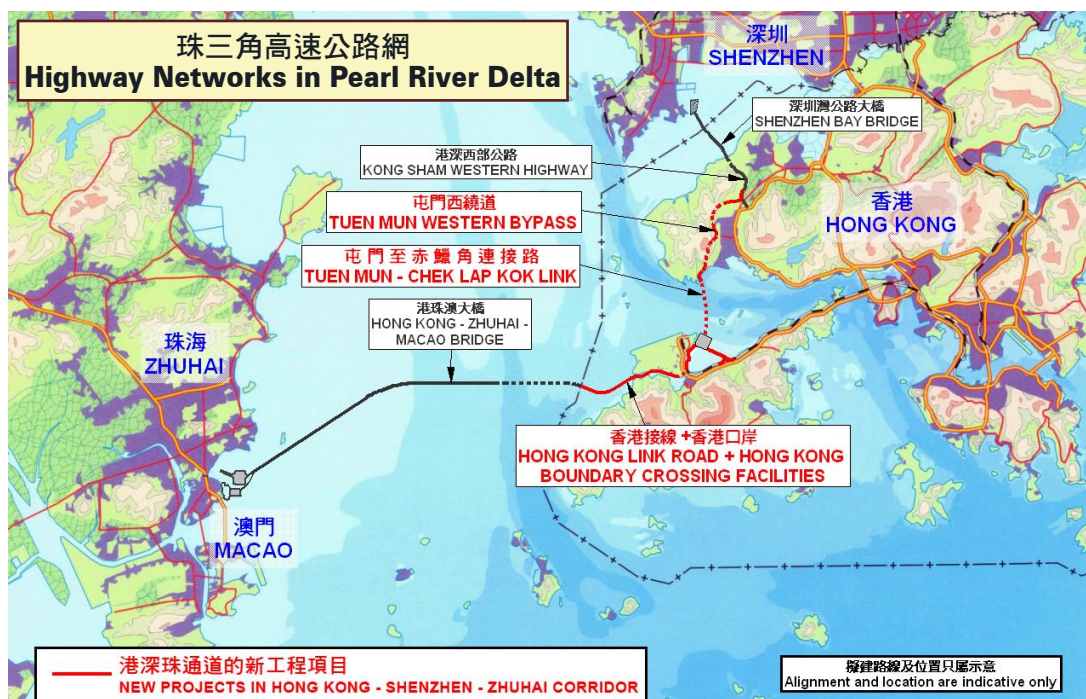 珠三角高速公路網
Highway Networks in Pearl River Delta
深圳
SHENZHEN
深圳灣公路大橋
SHENZHEN BAY BRIDGE
港深西部公路
KONG SHAM WESTERN HIGHWAY
屯門西繞道
TUEN MUN WESTERN BYPASS
香港
HONG KONG
屯門至赤鱲角連接路
TUEN MUN - CHEK LAP KOK LINK
港珠澳大橋
HONG KONG - ZHUHAI -
MACAO BRIDGE
珠海
ZHUHAI
香港接線 +香港口岸
HONG KONG LINK ROAD + HONG KONG
BOUNDARY CROSSING FACILITIES
澳門
MACAO
港深珠通道的新工程項目
NEW PROJECTS IN HONG KONG - SHENZHEN - ZHUHAI CORRIDOR
擬建路線及位置只屬示意
Alignment and location are indicative only